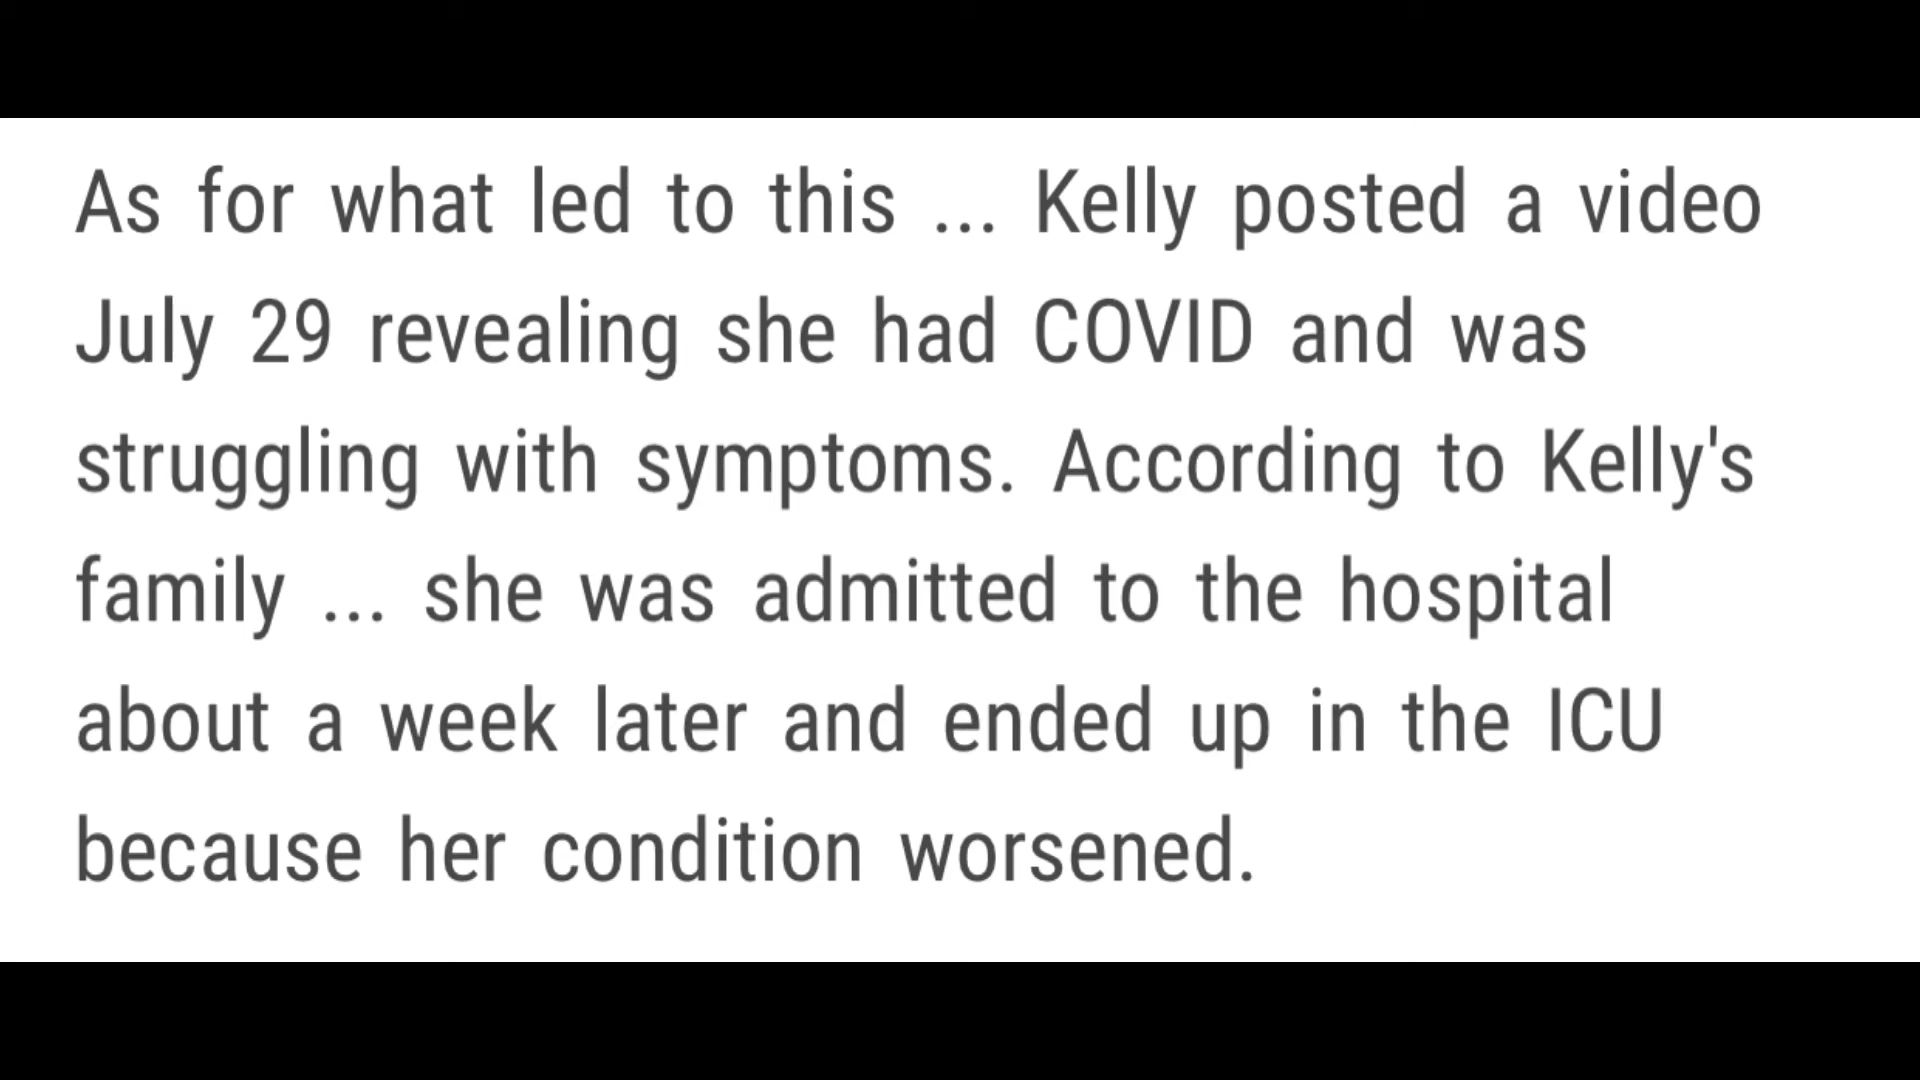 As for what led to this ... Kelly posted a video
July 29 revealing she had COVID and was
struggling with symptoms. According to Kelly's
family ... she was admitted to the hospital
about a week later and ended up in the ICU
because her condition worsened.